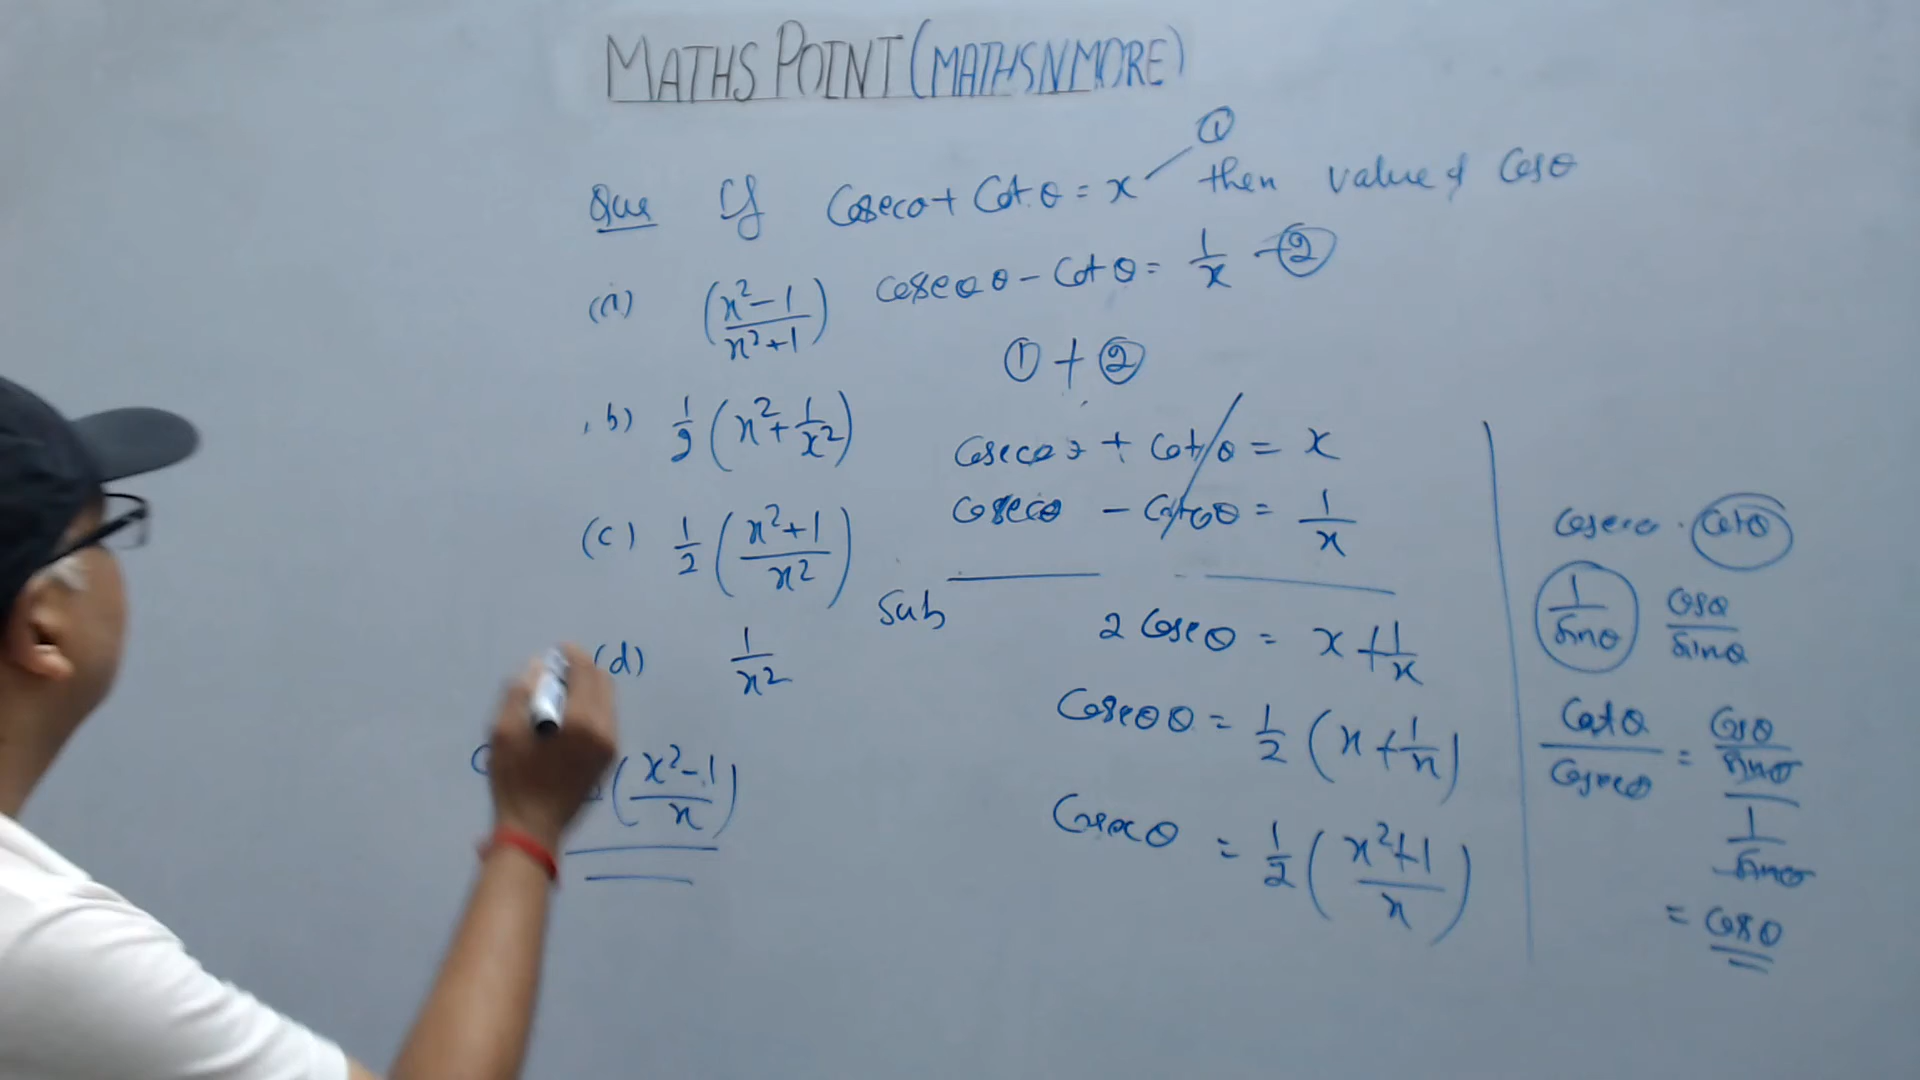 MATHS POINT (MATHSNMORE)
①
Que If Cosecθ + Cot θ = x then value of Cosθ
(A) (x²-1 / x²+1)
cosecθ - Cotθ = 1/x - ②
① + ②
(b) 1/2 (x² + 1/x²)
Cosecθ + Cotθ = x
(c) 1/2 (x²+1 / x²)
cosecθ - Cotθ = 1/x
Sub
(d) 1/x²
2 Cosecθ = x + 1/x
Cosecθ = 1/2 (x + 1/x)
(x²-1 / x)
Cosecθ = 1/2 (x²+1 / x)
Cosecθ . Cotθ
1/Sinθ Cosθ/Sinθ
Cotθ/Cosecθ = Cosθ/Sinθ / 1/Sinθ
= Cosθ